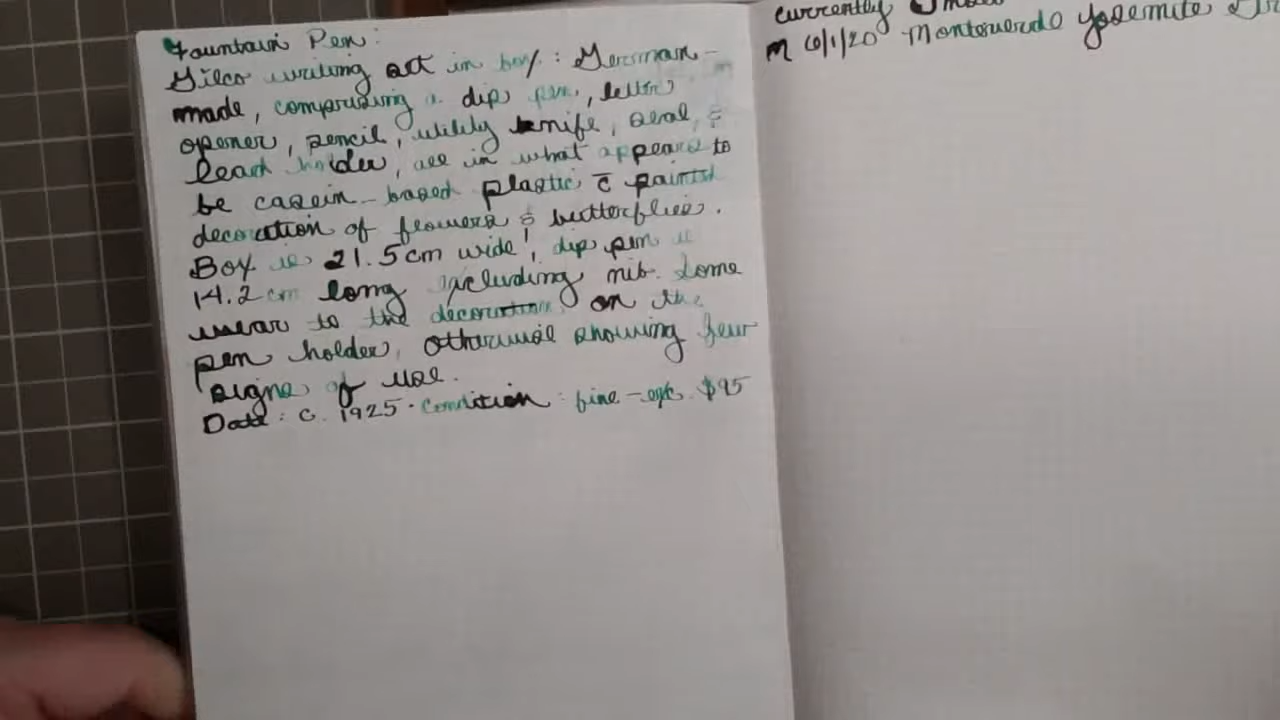 Fountain Pen:
Gilco writing set in box: German-
made, comprising a dip pen, letter
opener, pencil, utility knife, seal, &
lead holder, all in what appears to
be casein-based plastic c̄ painted
decoration of flowers & butterflies.
Box is 21.5cm wide; dip pen is
14.2 cm long including nib. Some
wear to the decoration on the
pen holder, otherwise showing few
signs of use.
Date: c. 1925. Condition: fine – exc. $95
currently
m 6/1/20 Monteverde Yosemite